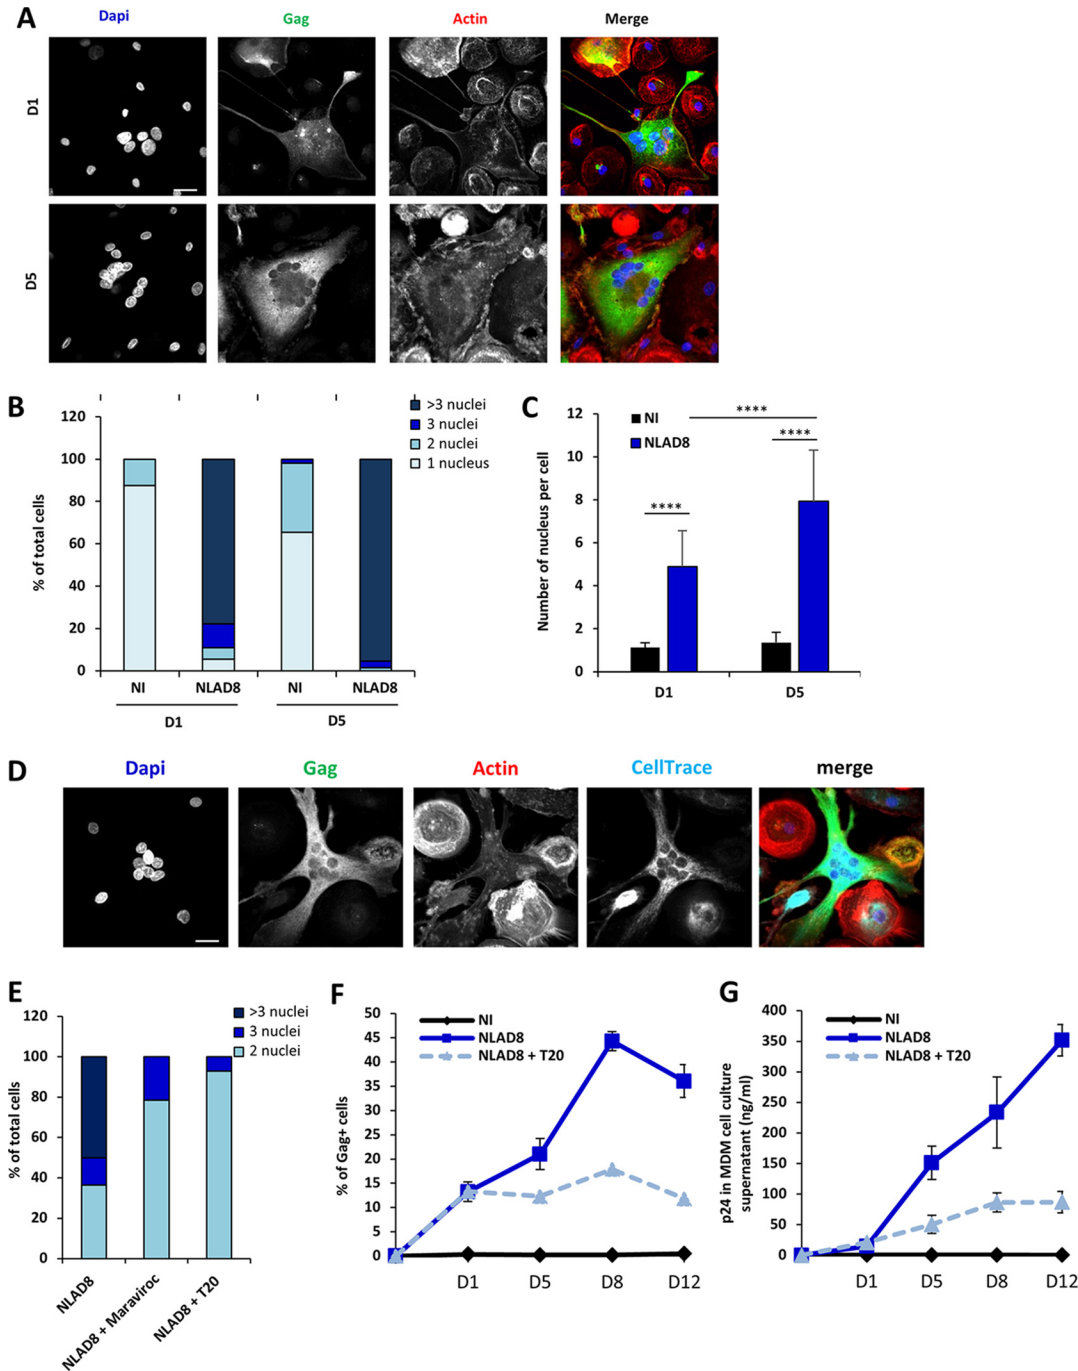 A
Dapi
Gag
Actin
Merge
D1
D5
B
120
100
80
60
40
20
0
% of total cells
>3 nuclei
3 nuclei
2 nuclei
1 nucleus
NI
NLAD8
NI
NLAD8
D1
D5
C
12
10
8
6
4
2
0
Number of nucleus per cell
NI
NLAD8
****
****
****
D1
D5
D
Dapi
Gag
Actin
CellTrace
merge
E
120
100
80
60
40
20
0
% of total cells
>3 nuclei
3 nuclei
2 nuclei
NLAD8
NLAD8 + Maraviroc
NLAD8 + T20
F
50
45
40
35
30
25
20
15
10
5
0
% of Gag+ cells
NI
NLAD8
NLAD8 + T20
D1
D5
D8
D12
G
400
350
300
250
200
150
100
50
0
p24 in MDM cell culture
supernatant (ng/ml)
NI
NLAD8
NLAD8 + T20
D1
D5
D8
D12